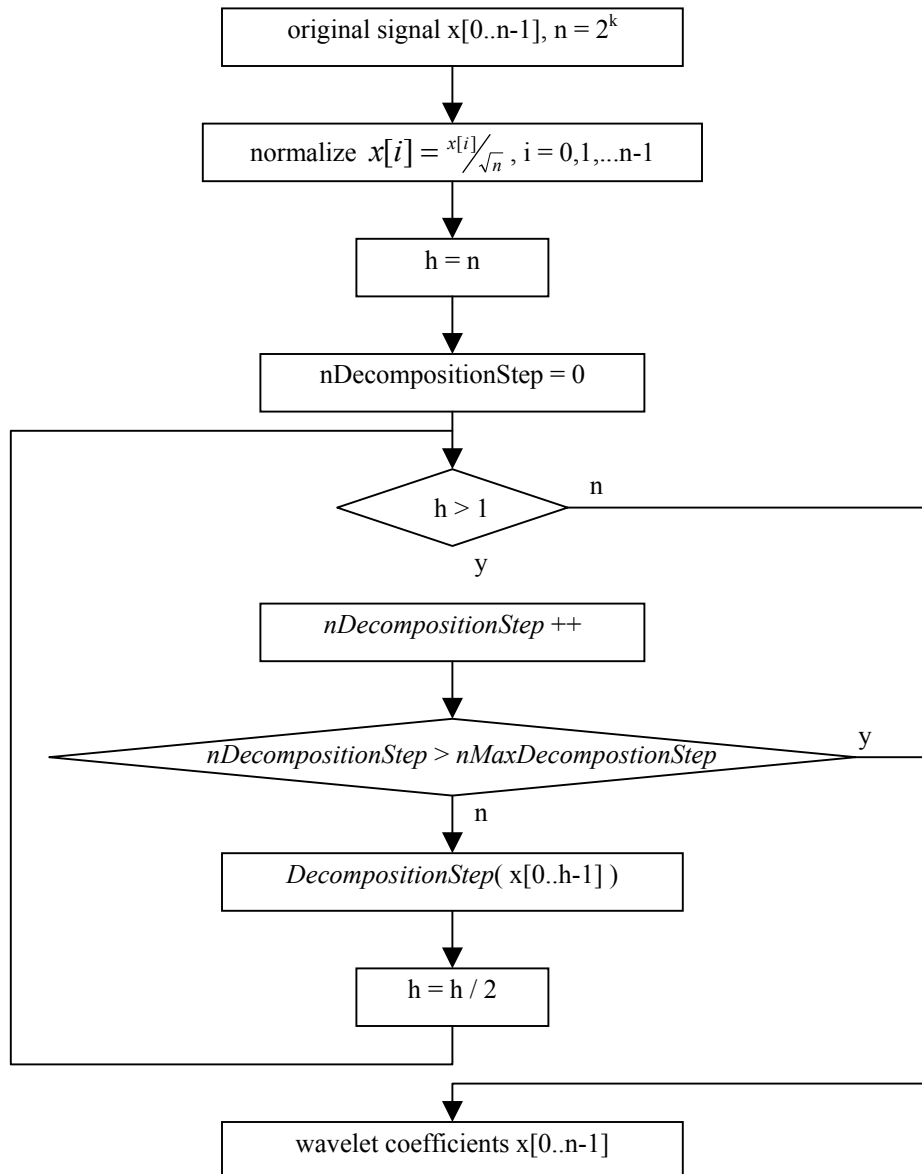 original signal x[0..n-1], n = 2^k
normalize x[i] = x[i]/√n , i = 0,1,...n-1
h = n
nDecompositionStep = 0
h > 1
n
y
nDecompositionStep ++
nDecompositionStep > nMaxDecompostionStep
y
n
DecompositionStep( x[0..h-1] )
h = h / 2
wavelet coefficients x[0..n-1]